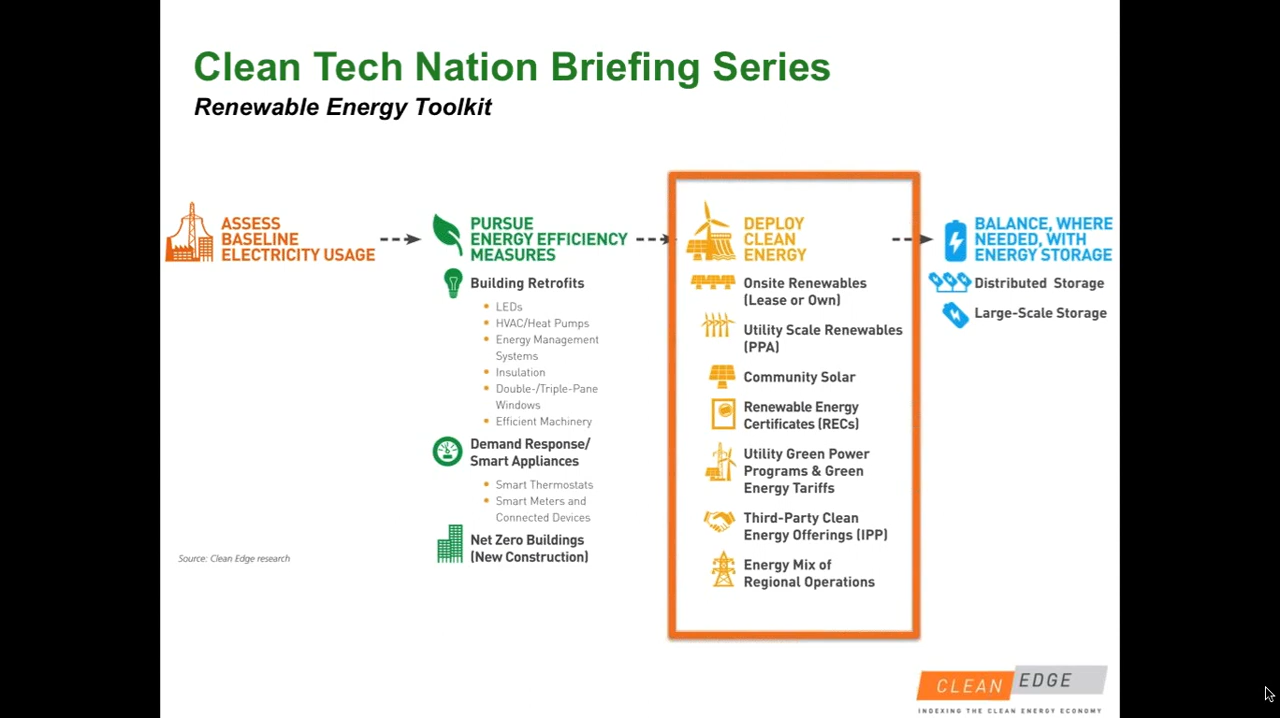 Clean Tech Nation Briefing Series
Renewable Energy Toolkit
ASSESS
BASELINE
ELECTRICITY USAGE
PURSUE
ENERGY EFFICIENCY
MEASURES
Building Retrofits
LEDs
HVAC/Heat Pumps
Energy Management
Systems
Insulation
Double-/Triple-Pane
Windows
Efficient Machinery
Demand Response/
Smart Appliances
Smart Thermostats
Smart Meters and
Connected Devices
Net Zero Buildings
(New Construction)
DEPLOY
CLEAN
ENERGY
Onsite Renewables
(Lease or Own)
Utility Scale Renewables
(PPA)
Community Solar
Renewable Energy
Certificates (RECs)
Utility Green Power
Programs & Green
Energy Tariffs
Third-Party Clean
Energy Offerings (IPP)
Energy Mix of
Regional Operations
BALANCE, WHERE
NEEDED, WITH
ENERGY STORAGE
Distributed Storage
Large-Scale Storage
Source: Clean Edge research
CLEAN EDGE
INDEXING THE CLEAN ENERGY ECONOMY